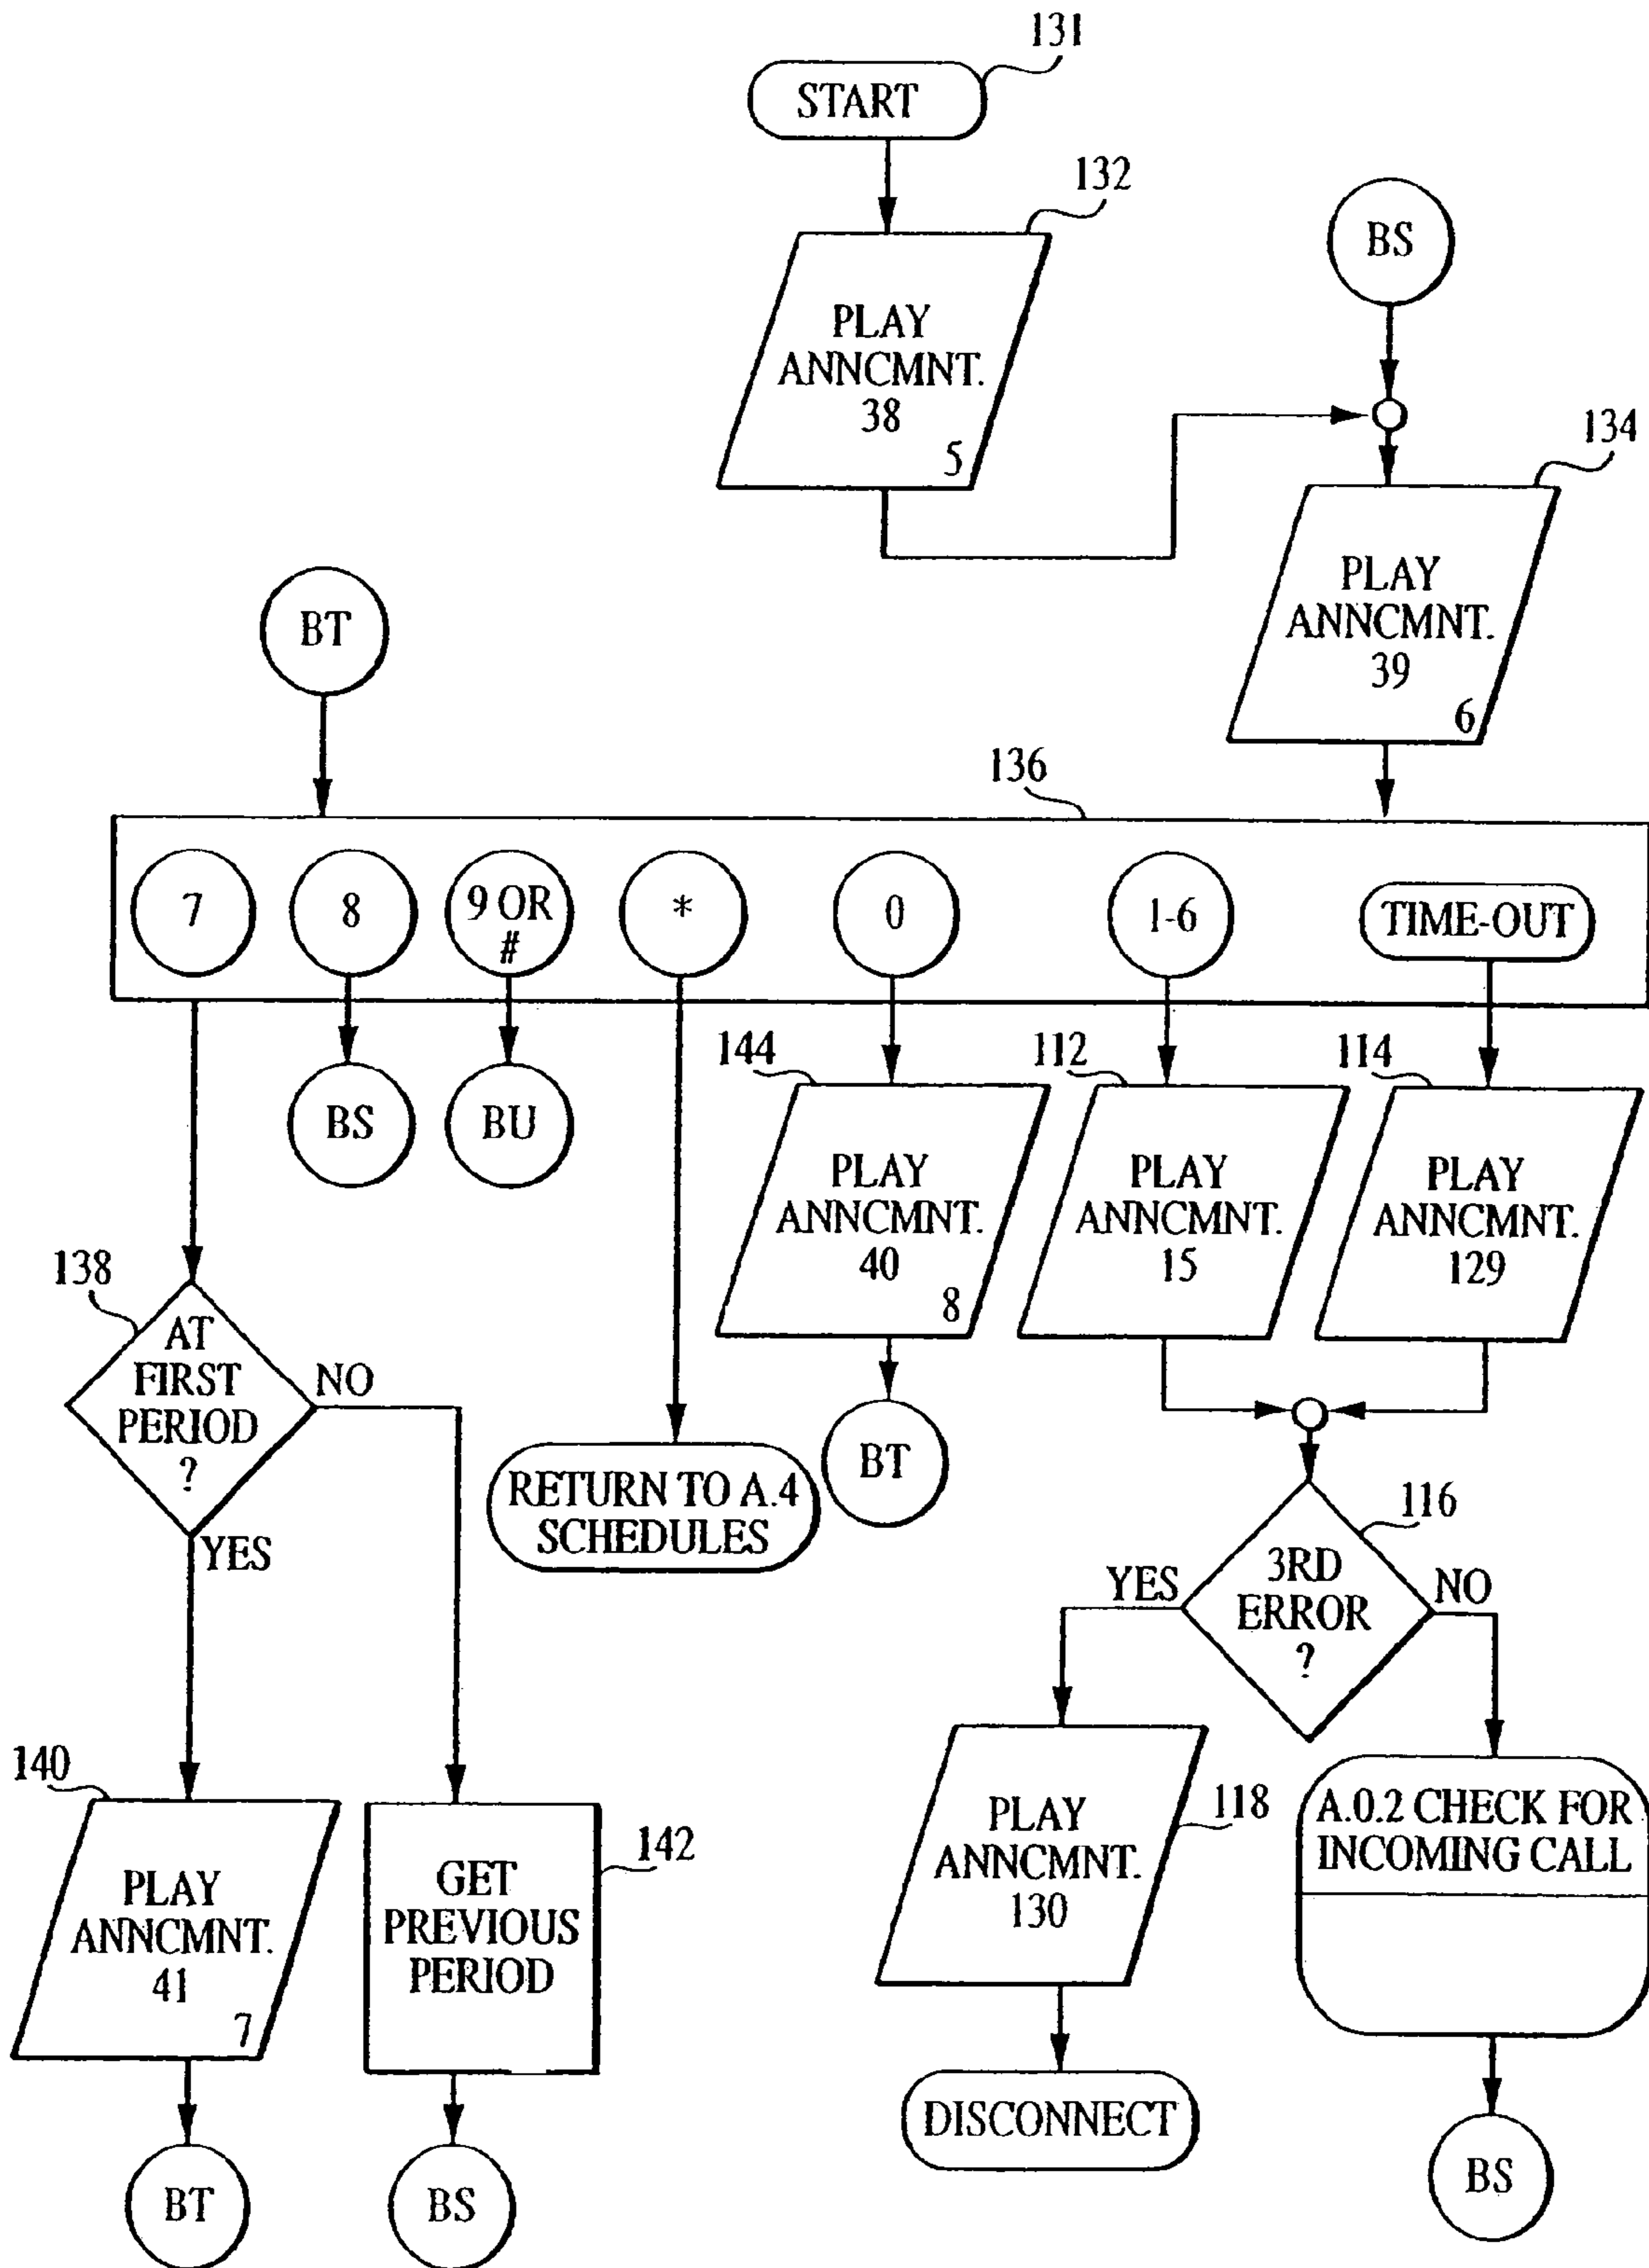 131
START
132
BS
PLAY
ANNCMNT.
38
5
134
PLAY
ANNCMNT.
39
6
BT
136
7
8
9 OR
#
*
0
1-6
TIME-OUT
BS
BU
144
PLAY
ANNCMNT.
40
8
112
PLAY
ANNCMNT.
15
114
PLAY
ANNCMNT.
129
138
AT
FIRST
PERIOD
?
NO
YES
RETURN TO A.4
SCHEDULES
BT
116
3RD
ERROR
?
YES
NO
140
PLAY
ANNCMNT.
41
7
142
GET
PREVIOUS
PERIOD
118
PLAY
ANNCMNT.
130
A.0.2 CHECK FOR
INCOMING CALL
BT
BS
DISCONNECT
BS